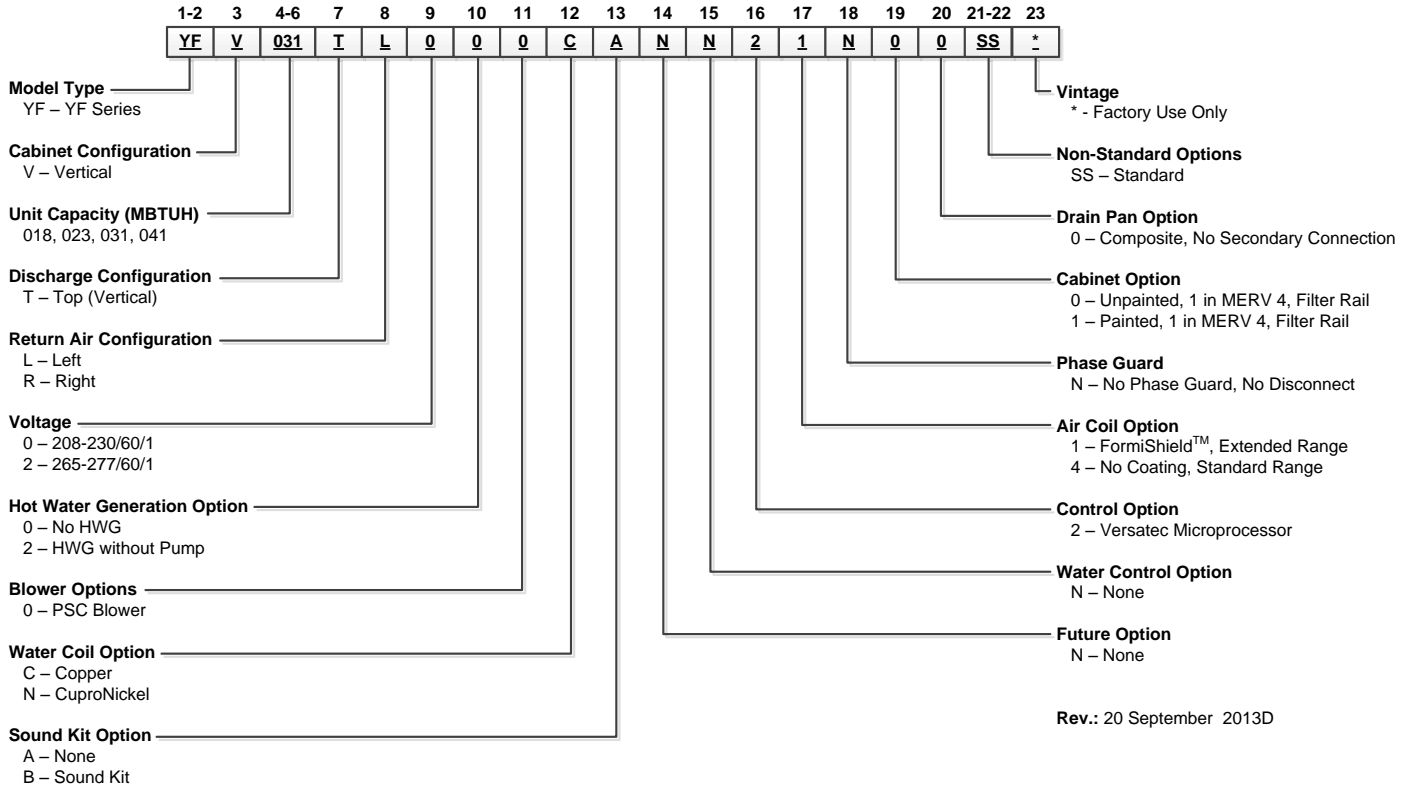 1-2 3 4-6 7 8 9 10 11 12 13 14 15 16 17 18 19 20 21-22 23
YF V 031 T L 0 0 0 C A N N 2 1 N 0 0 SS *
Model Type
YF – YF Series
Cabinet Configuration
V – Vertical
Unit Capacity (MBTUH)
018, 023, 031, 041
Discharge Configuration
T – Top (Vertical)
Return Air Configuration
L – Left
R – Right
Voltage
0 – 208-230/60/1
2 – 265-277/60/1
Hot Water Generation Option
0 – No HWG
2 – HWG without Pump
Blower Options
0 – PSC Blower
Water Coil Option
C – Copper
N – CuproNickel
Sound Kit Option
A – None
B – Sound Kit
Vintage
* - Factory Use Only
Non-Standard Options
SS – Standard
Drain Pan Option
0 – Composite, No Secondary Connection
Cabinet Option
0 – Unpainted, 1 in MERV 4, Filter Rail
1 – Painted, 1 in MERV 4, Filter Rail
Phase Guard
N – No Phase Guard, No Disconnect
Air Coil Option
1 – FormiShield™, Extended Range
4 – No Coating, Standard Range
Control Option
2 – Versatec Microprocessor
Water Control Option
N – None
Future Option
N – None
Rev.: 20 September 2013D